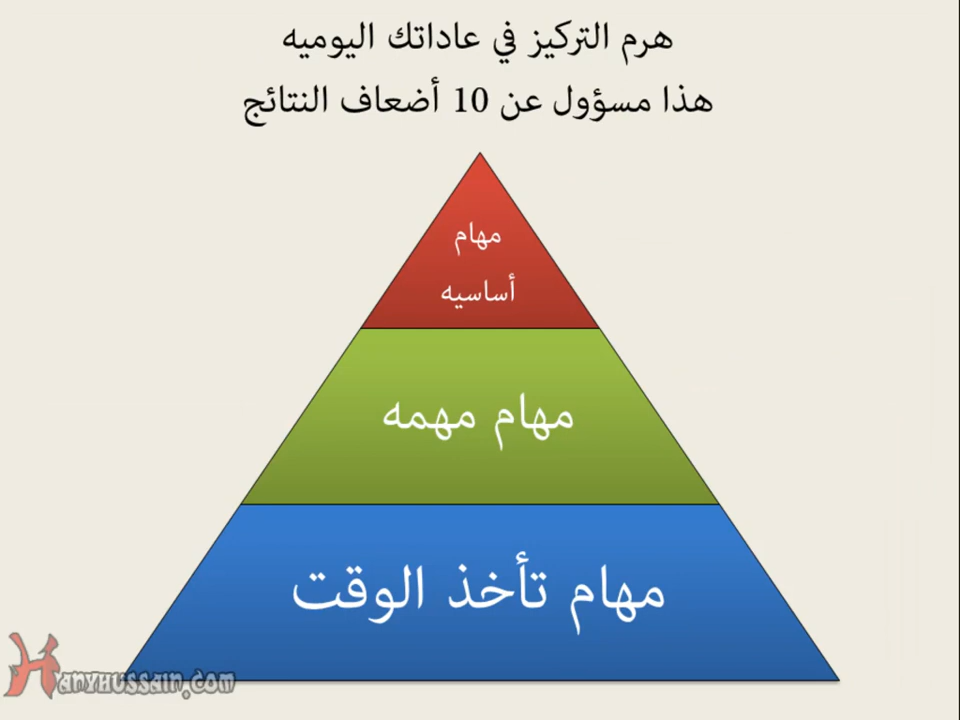 هرم التركيز في عاداتك اليوميه
هذا مسؤول عن 10 أضعاف النتائج
مهام
أساسيه
مهام مهمه
مهام تأخذ الوقت
Hanyhussain.com